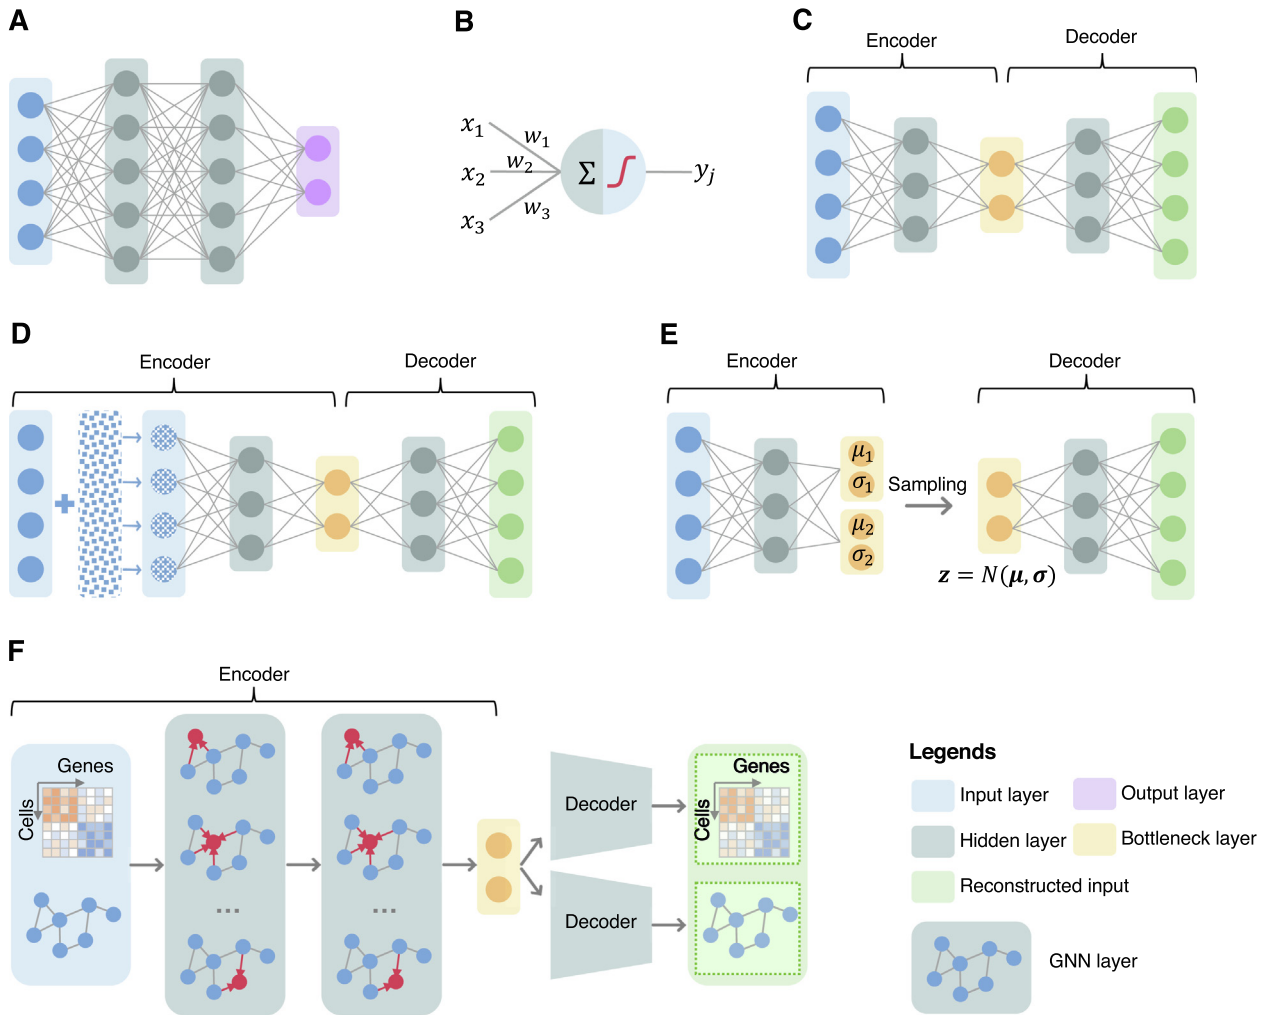 A
B
x1
x2
x3
w1
w2
w3
Σ
yj
C
Encoder
Decoder
D
Encoder
Decoder
E
Encoder
Decoder
μ1
σ1
μ2
σ2
Sampling
z = N(μ, σ)
F
Encoder
Genes
Cells
...
...
Decoder
Decoder
Genes
Cells
Legends
Input layer
Output layer
Hidden layer
Bottleneck layer
Reconstructed input
GNN layer